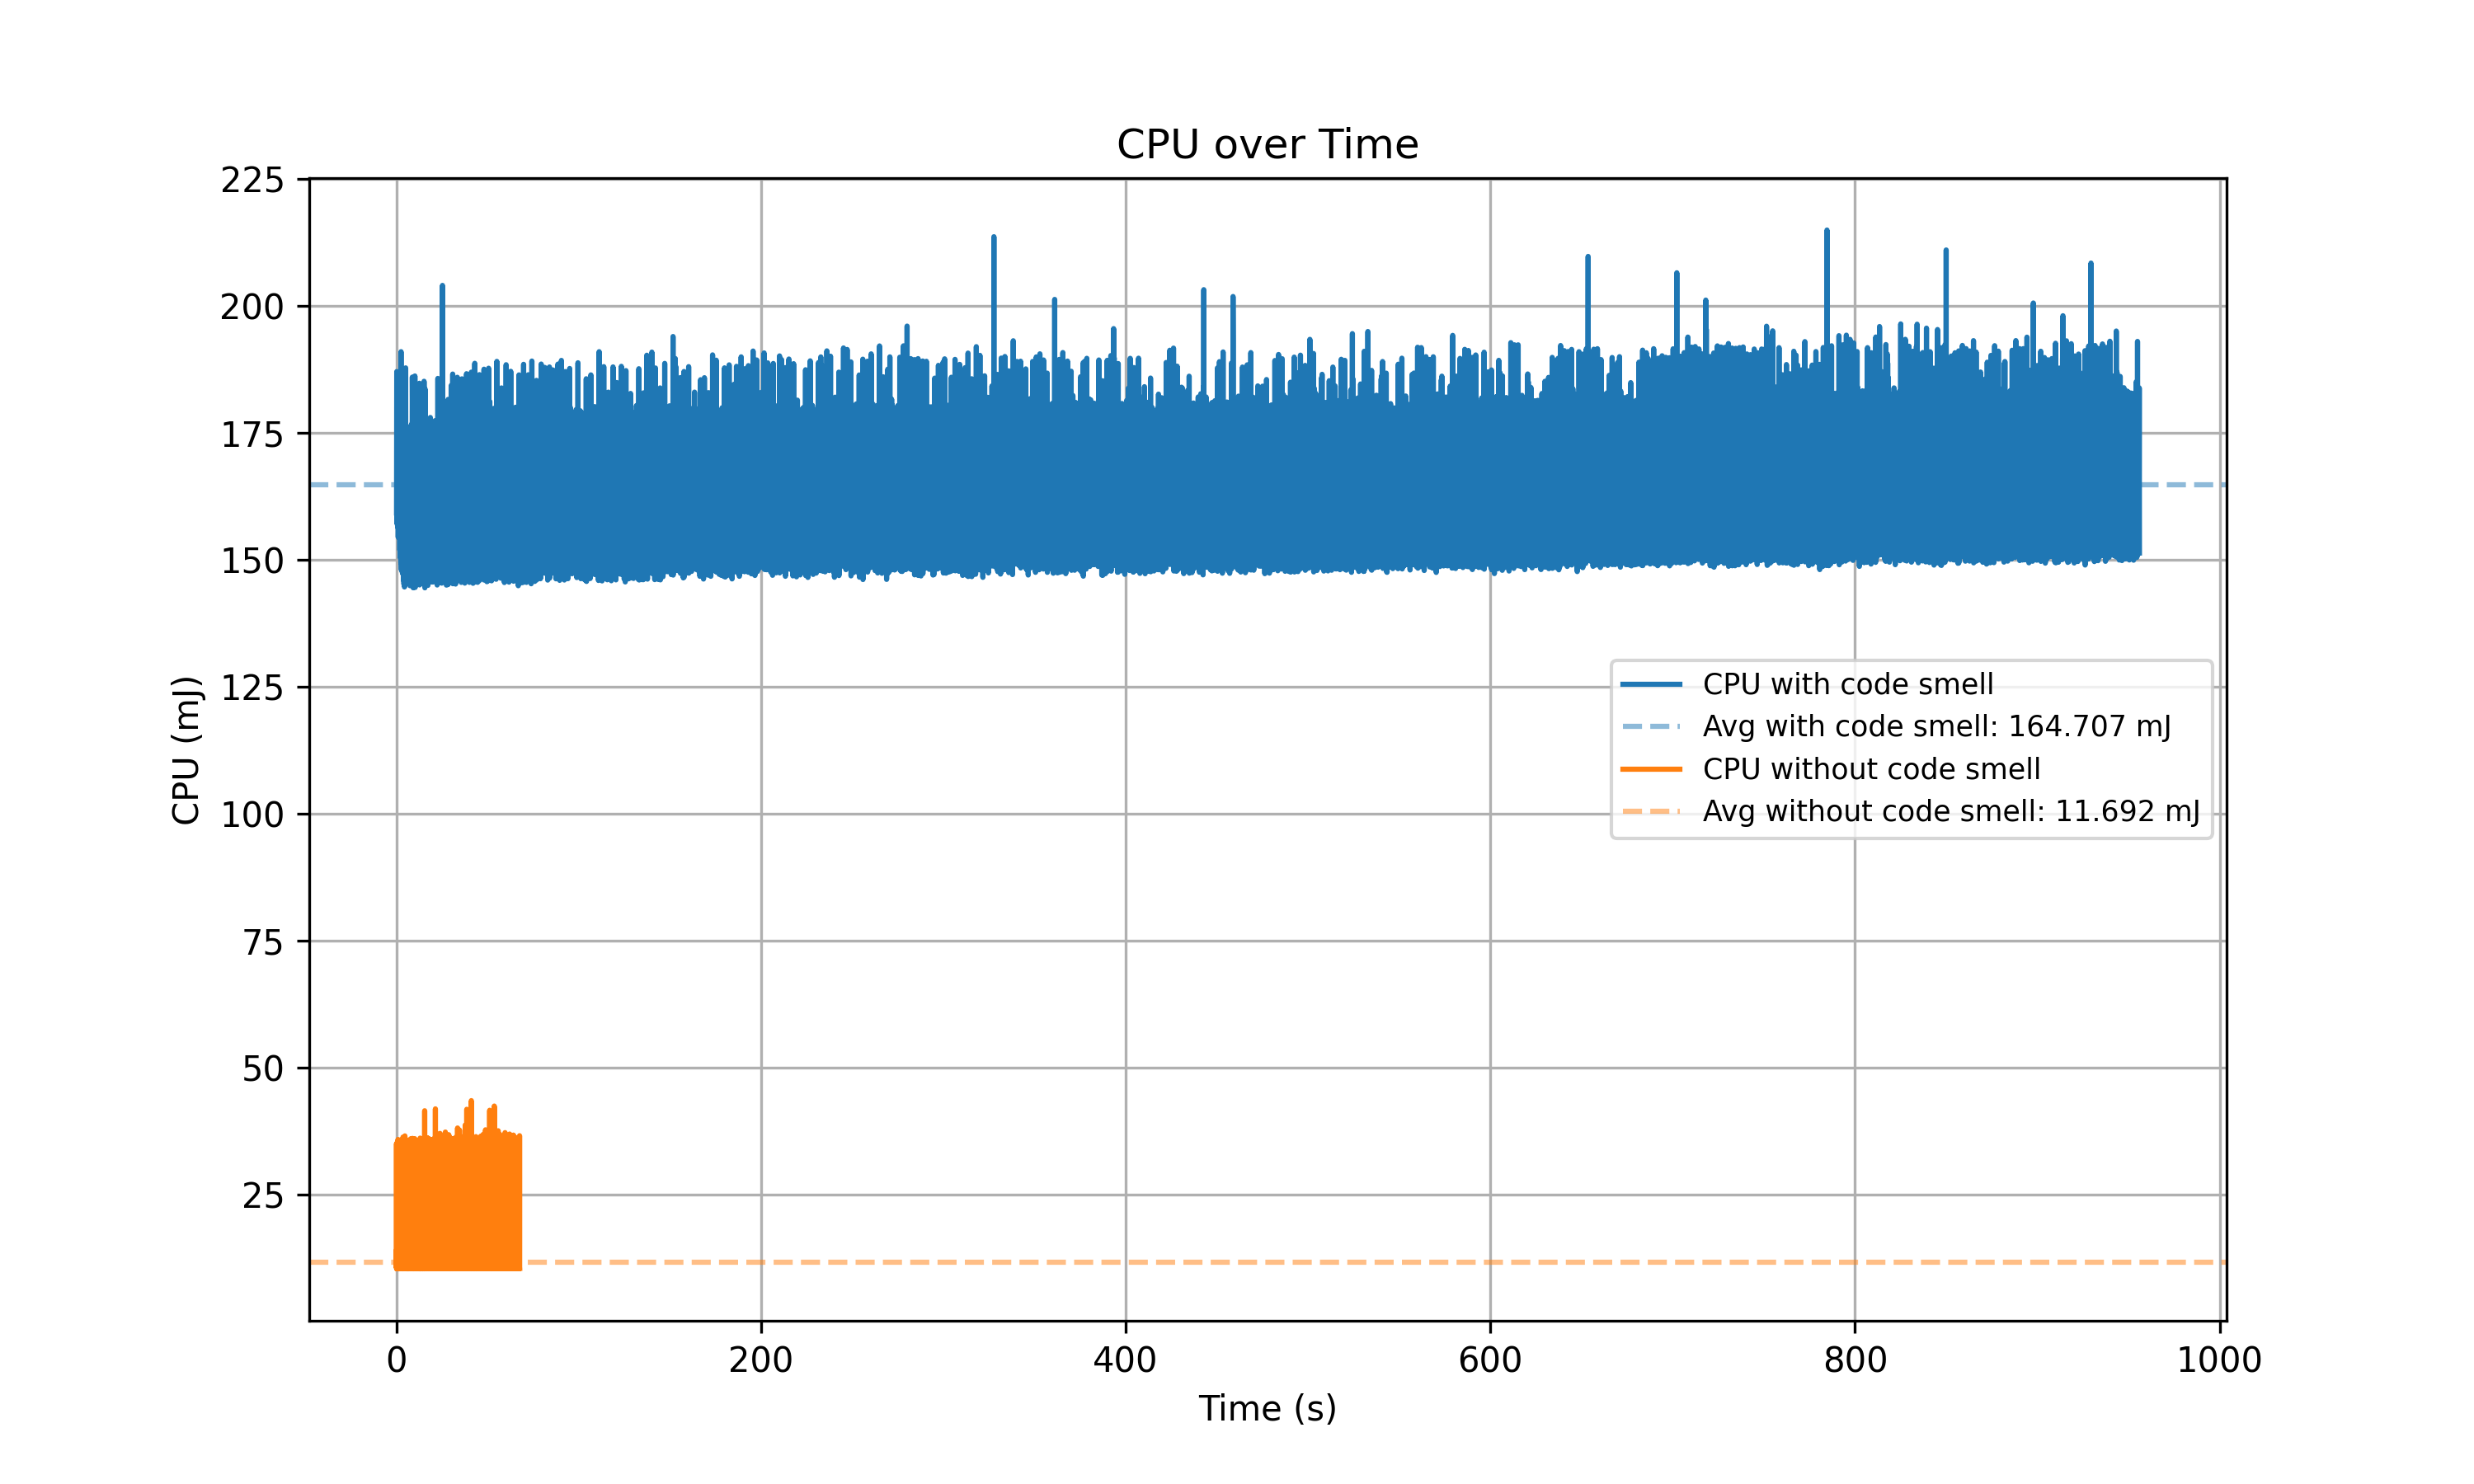 CPU over Time
225
200
175
150
125
100
75
50
25
CPU (mJ)
CPU with code smell
Avg with code smell: 164.707 mJ
CPU without code smell
Avg without code smell: 11.692 mJ
0 200 400 600 800 1000
Time (s)